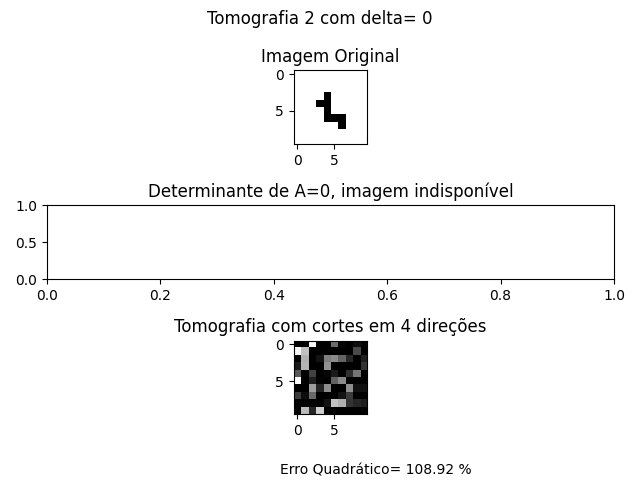 Tomografia 2 com delta= 0
Imagem Original
0
5
0 5
Determinante de A=0, imagem indisponível
1.0
0.5
0.0
0.0 0.2 0.4 0.6 0.8 1.0
Tomografia com cortes em 4 direções
0
5
0 5
Erro Quadrático= 108.92 %